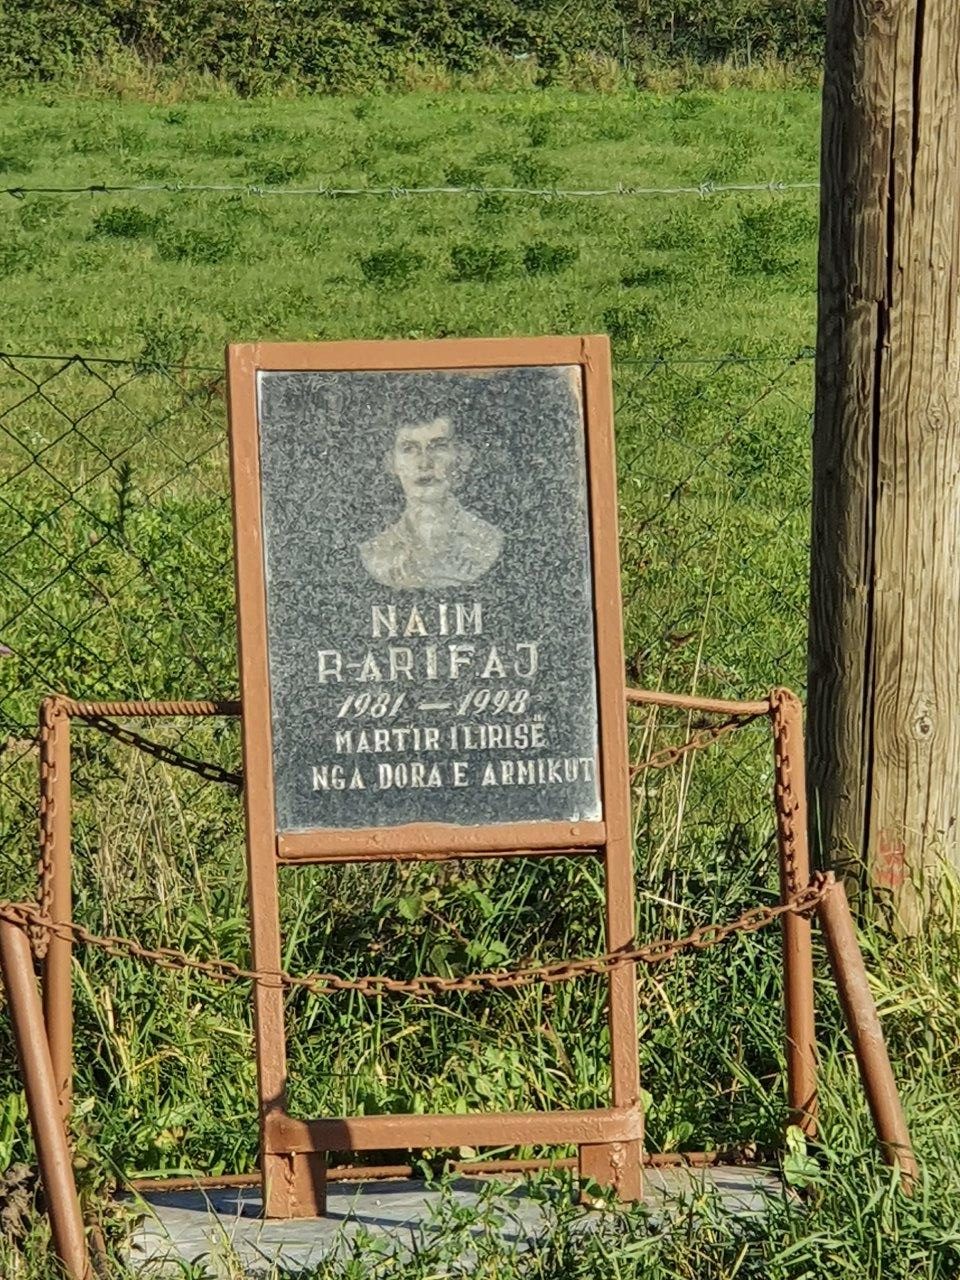 NAIM
R.ARIFAJ
1981 – 1998
MARTIR I LIRISË
NGA DORA E ARMIKUT